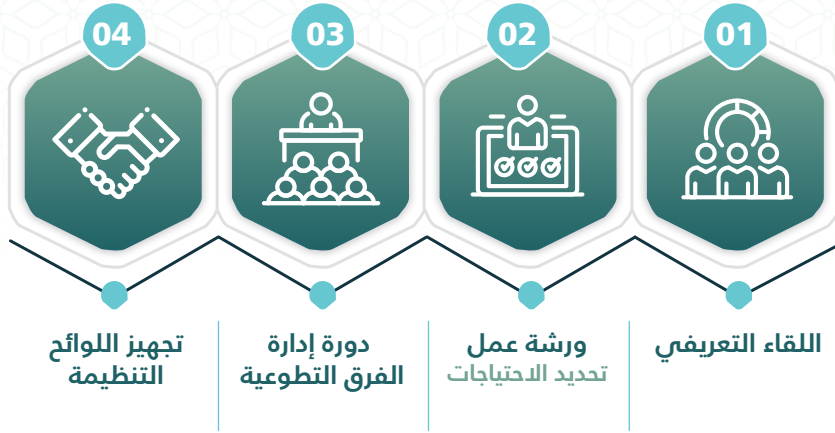 01
اللقاء التعريفي
02
ورشة عمل
تحديد الاحتياجات
03
دورة إدارة
الفرق التطوعية
04
تجهيز اللوائح
التنظيمة